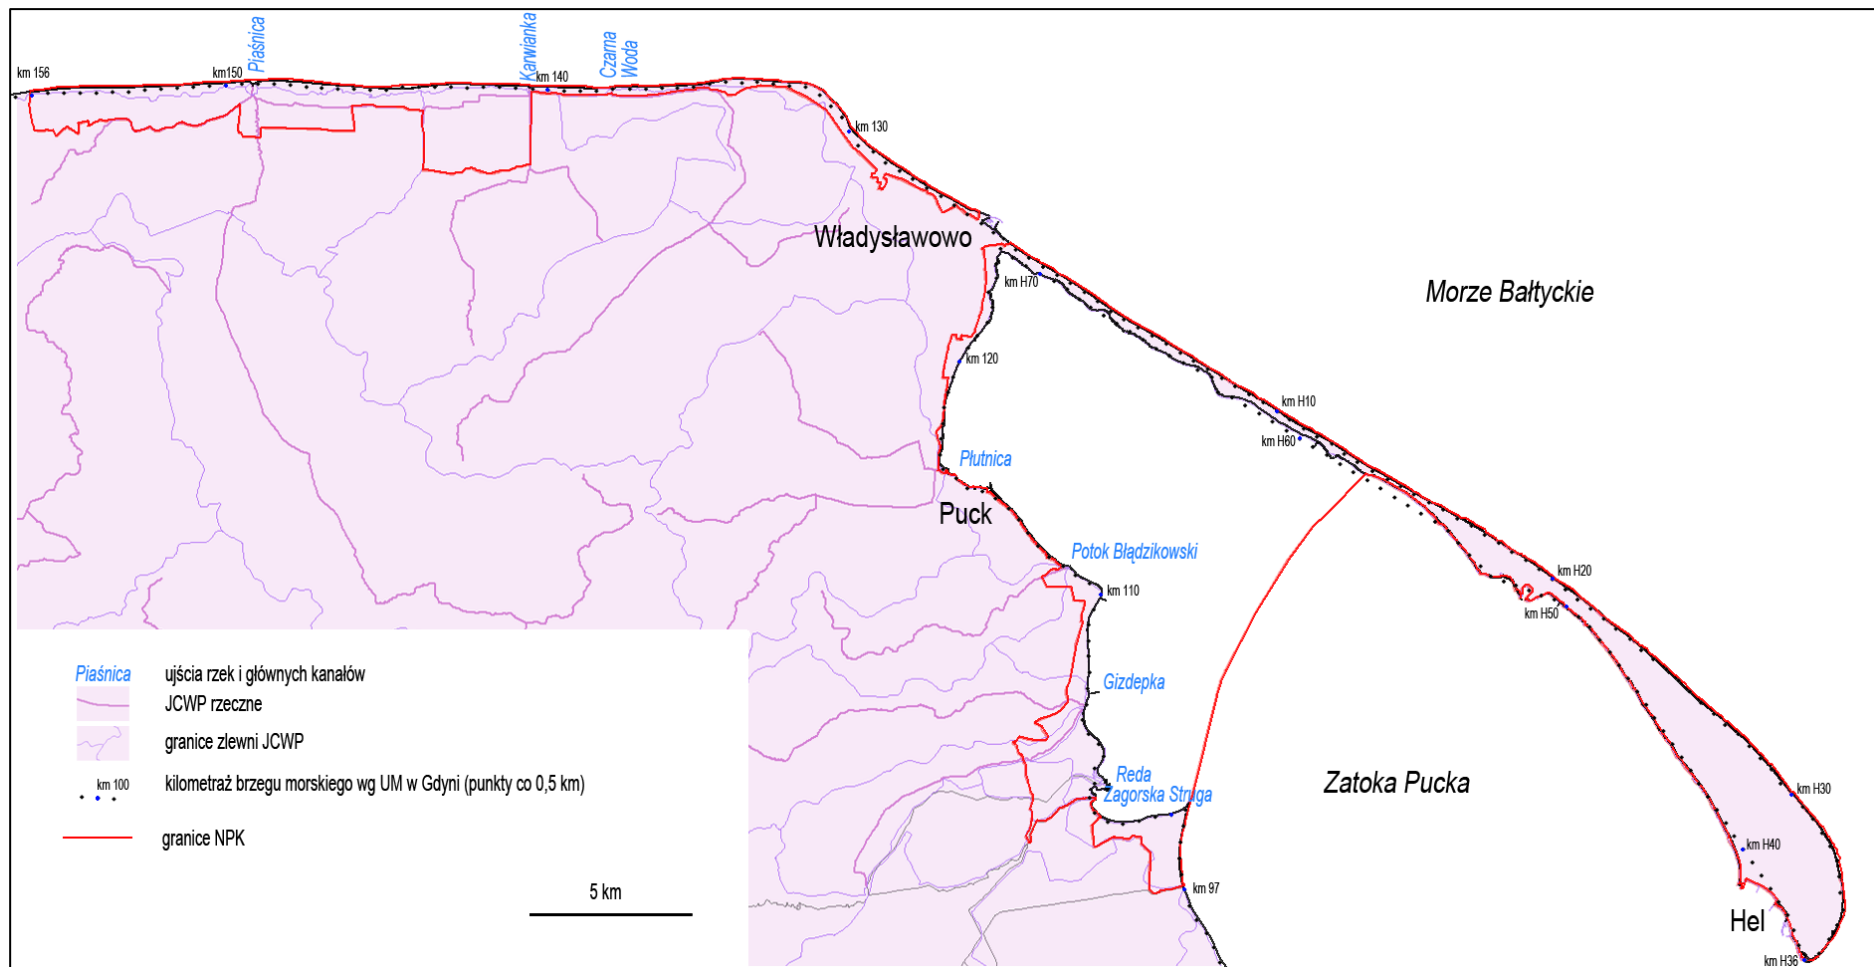 Piaśnica
Karwianka
Czarna
Woda
km 156
km150
km 140
km 130
Władysławowo
km H70
Morze Bałtyckie
km 120
km H10
km H60
Płutnica
Puck
Potok Błądzikowski
km 110
km H20
km H50
Gizdepka
Reda
Zagorska Struga
Zatoka Pucka
km H30
km H40
km 97
Hel
km H36
Piaśnica
ujścia rzek i głównych kanałów
JCWP rzeczne
granice zlewni JCWP
km 100
kilometraż brzegu morskiego wg UM w Gdyni (punkty co 0,5 km)
granice NPK
5 km